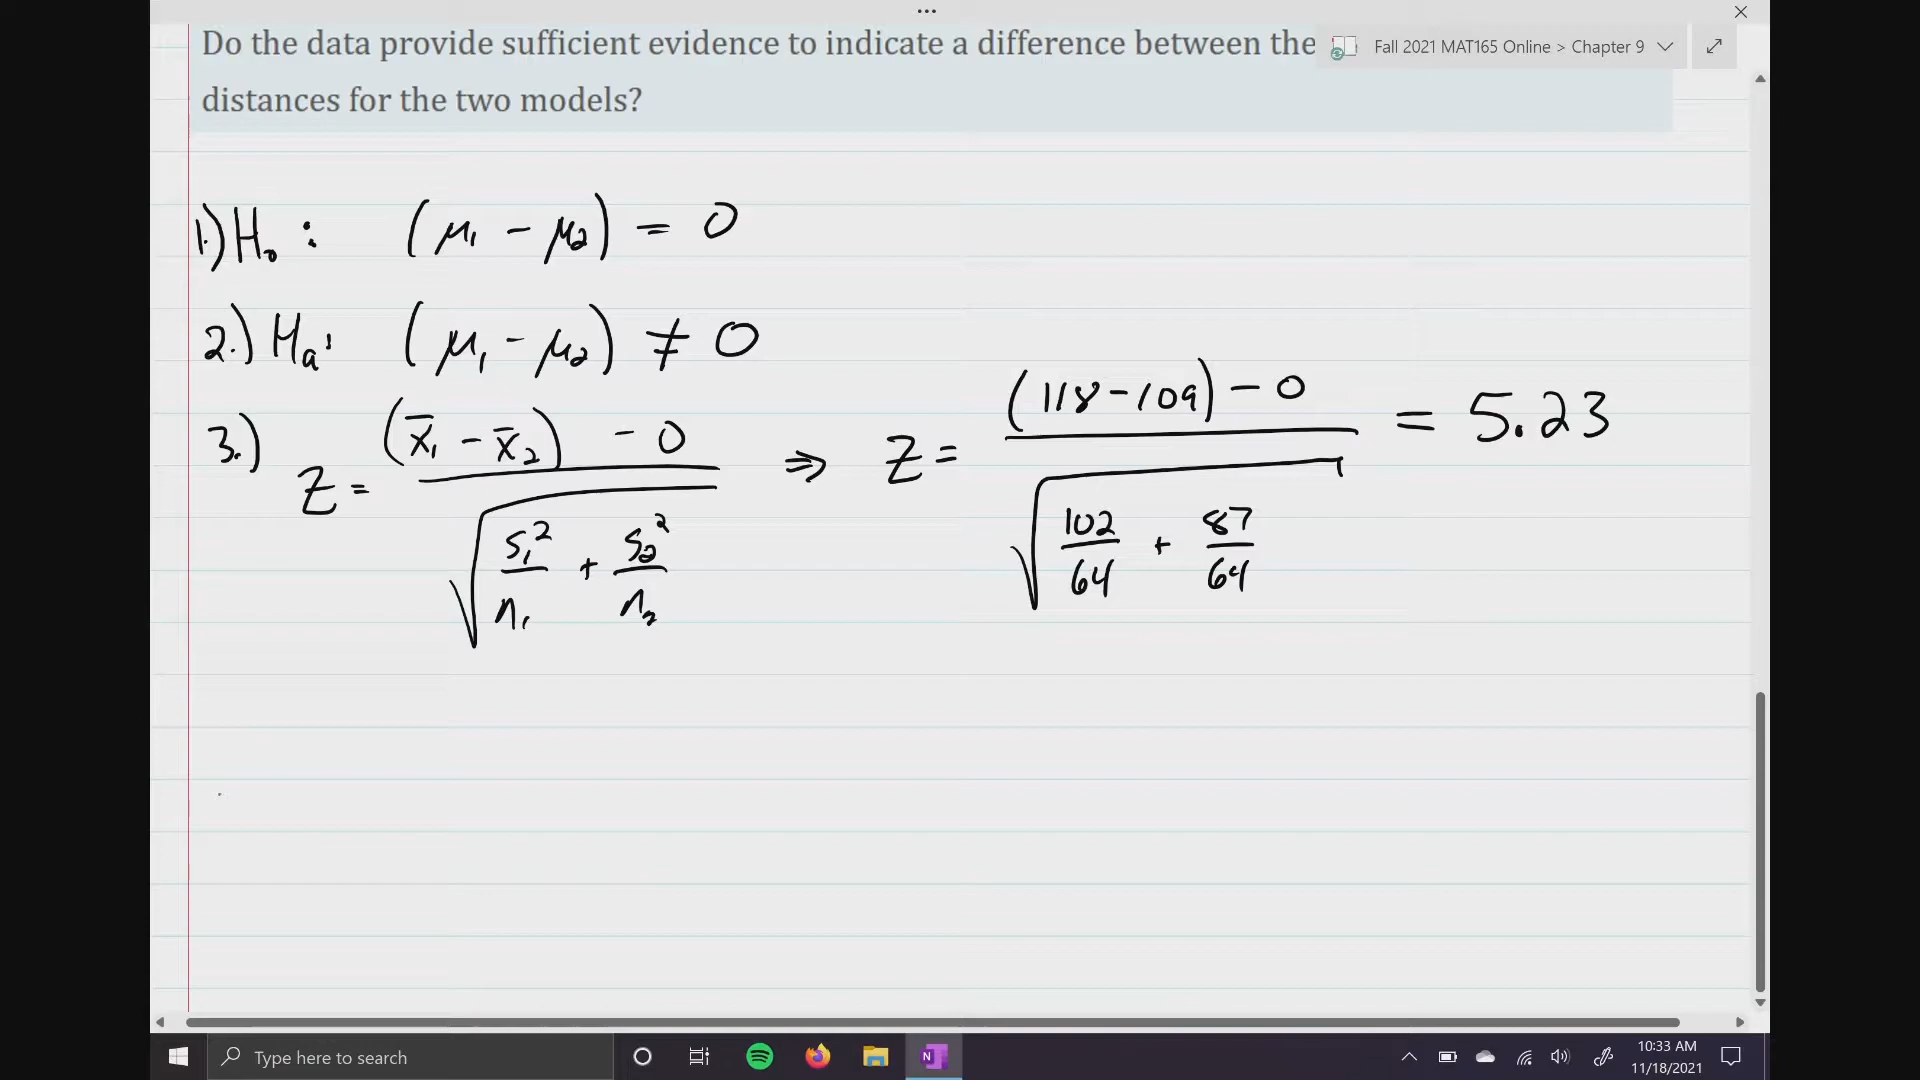 Do the data provide sufficient evidence to indicate a difference between the
Fall 2021 MAT165 Online > Chapter 9
distances for the two models?
1.) H₀ : (μ₁ - μ₂) = 0
2.) Hₐ: (μ₁ - μ₂) ≠ 0
3.) Z = (x̄₁ - x̄₂) - 0 / √(s₁²/n₁ + s₂²/n₂) ⇒ Z = (118 - 109) - 0 / √(102/64 + 87/64) = 5.23
Type here to search
N
10:33 AM
11/18/2021